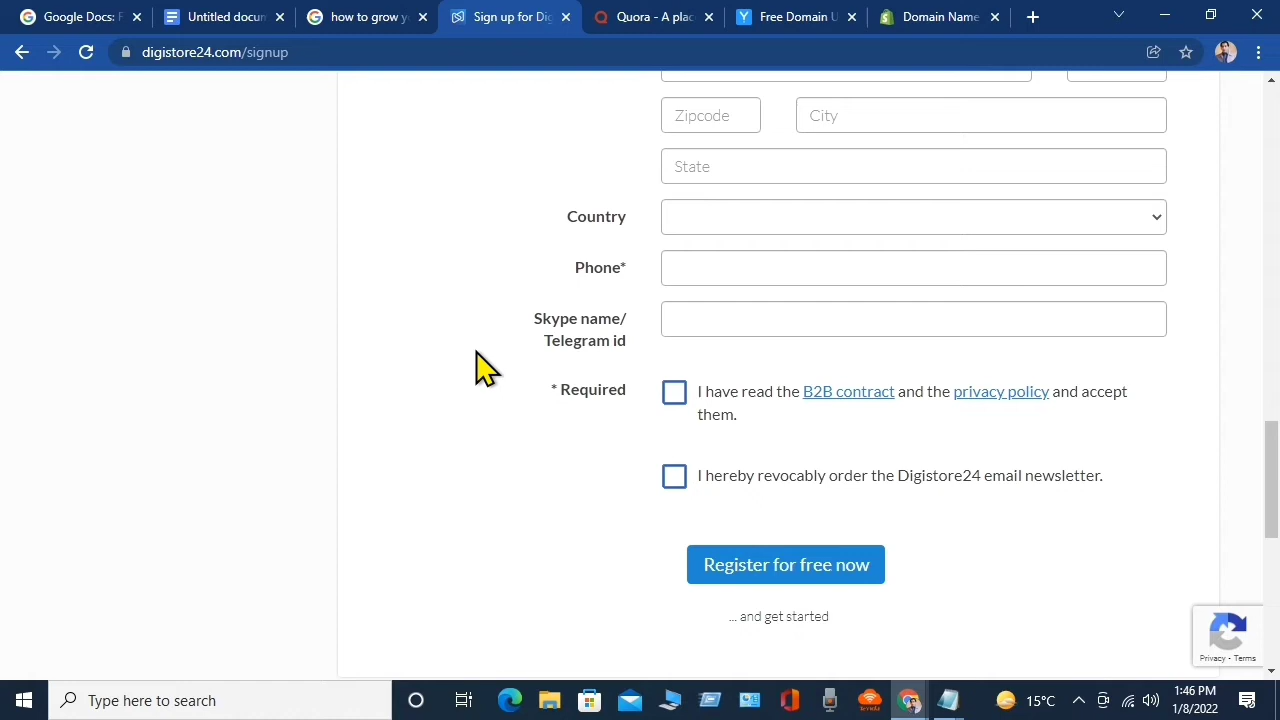 Google Docs: F
Untitled docum
how to grow yo
Sign up for Dig
Quora - A plac
Free Domain U
Domain Name
digistore24.com/signup
Zipcode
City
State
Country
Phone*
Skype name/
Telegram id
* Required
I have read the B2B contract and the privacy policy and accept
them.
I hereby revocably order the Digistore24 email newsletter.
Register for free now
... and get started
Privacy - Terms
Type here to search
15°C
1:46 PM
1/8/2022